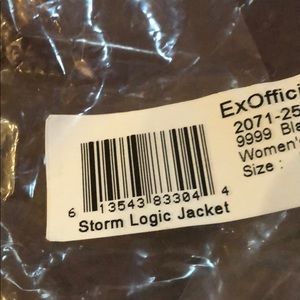 ExOffici
2071-25
9999 Bla
Women's
Size :
6 13543 83304 4
Storm Logic Jacket